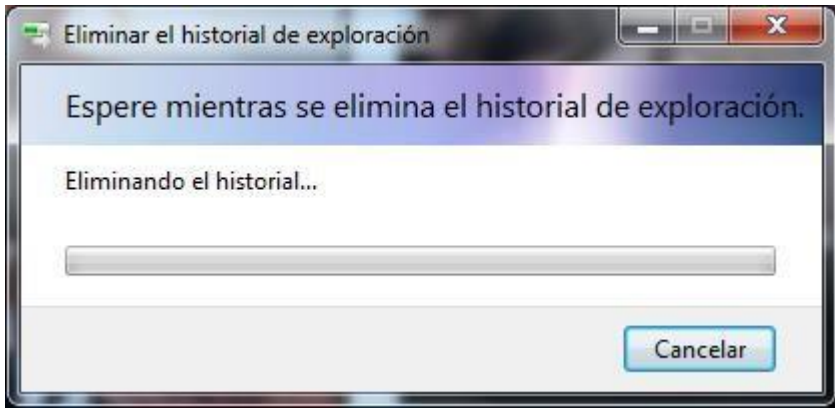 Eliminar el historial de exploración
Espere mientras se elimina el historial de exploración.
Eliminando el historial...
Cancelar